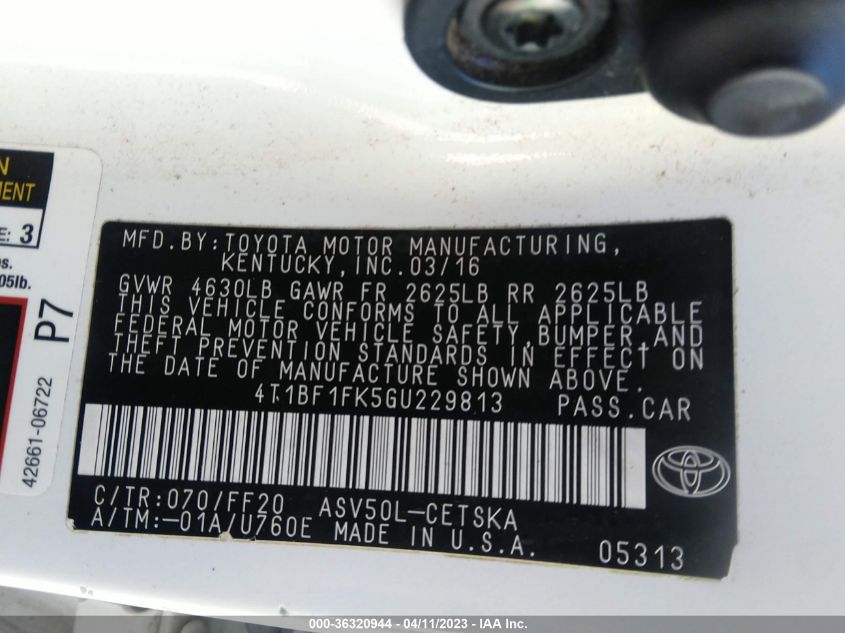 N
MENT
E: 3
s.
05lb.
P7
42661-06722
MFD.BY:TOYOTA MOTOR MANUFACTURING,
KENTUCKY,INC.03/16
GVWR 4630LB GAWR FR 2625LB RR 2625LB
THIS VEHICLE CONFORMS TO ALL APPLICABLE
FEDERAL MOTOR VEHICLE SAFETY,BUMPER,AND
THEFT PREVENTION STANDARDS IN EFFECT ON
THE DATE OF MANUFACTURE SHOWN ABOVE.
4T1BF1FK5GU229813 PASS.CAR
C/TR:070/FF20 ASV50L-CETSKA
A/TM:-01A/U760E MADE IN U.S.A. 05313
000-36320944 - 04/11/2023 - IAA Inc.